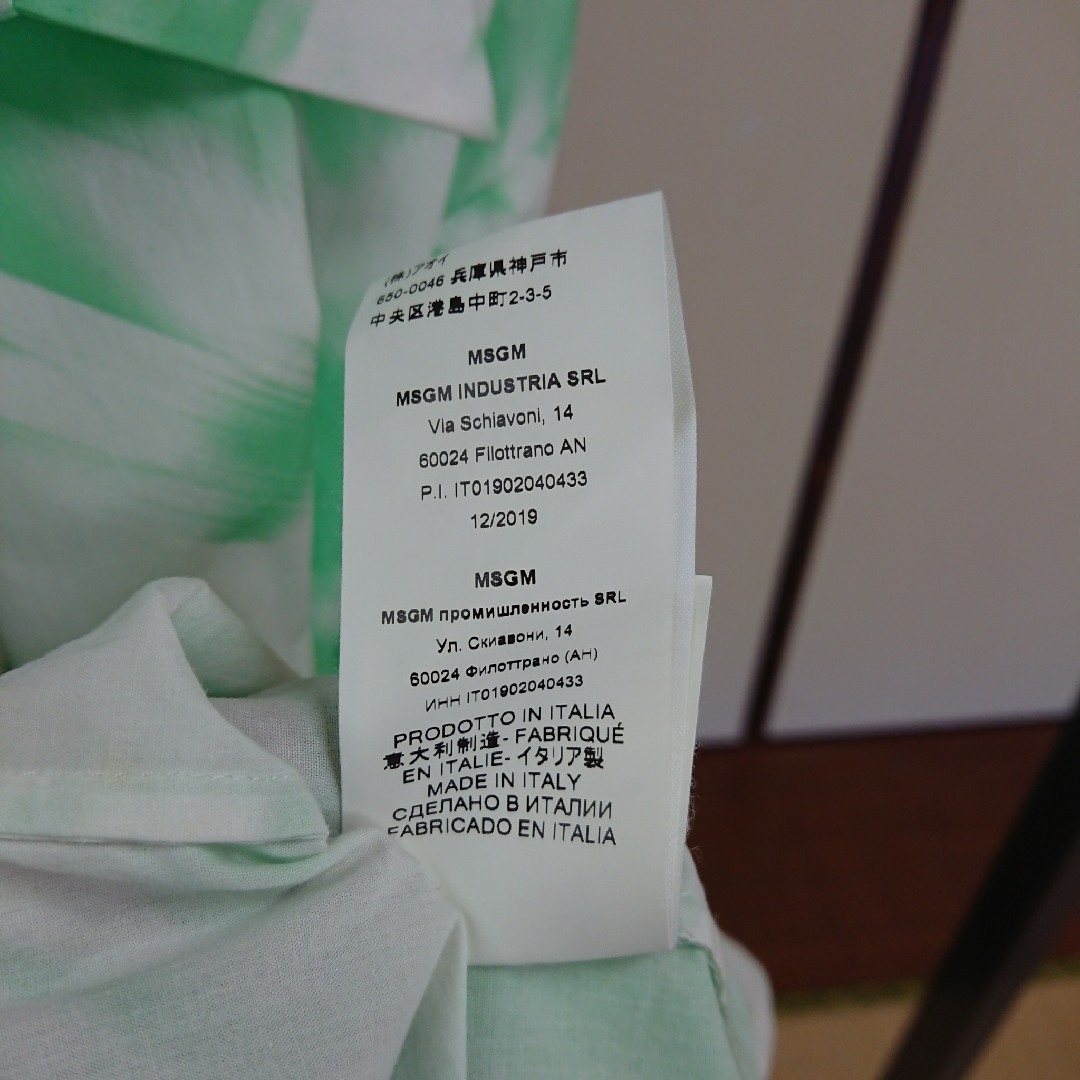 (株)アオイ
650-0046 兵庫県神戸市
中央区港島中町2-3-5
MSGM
MSGM INDUSTRIA SRL
Via Schiavoni, 14
60024 Filottrano AN
P.I. IT01902040433
12/2019
MSGM
MSGM промишленность SRL
Ул. Скиавони, 14
60024 Филоттрано (АН)
ИНН IT01902040433
PRODOTTO IN ITALIA
意大利制造- FABRIQUÉ
EN ITALIE- イタリア製
MADE IN ITALY
СДЕЛАНО В ИТАЛИИ
FABRICADO EN ITALIA